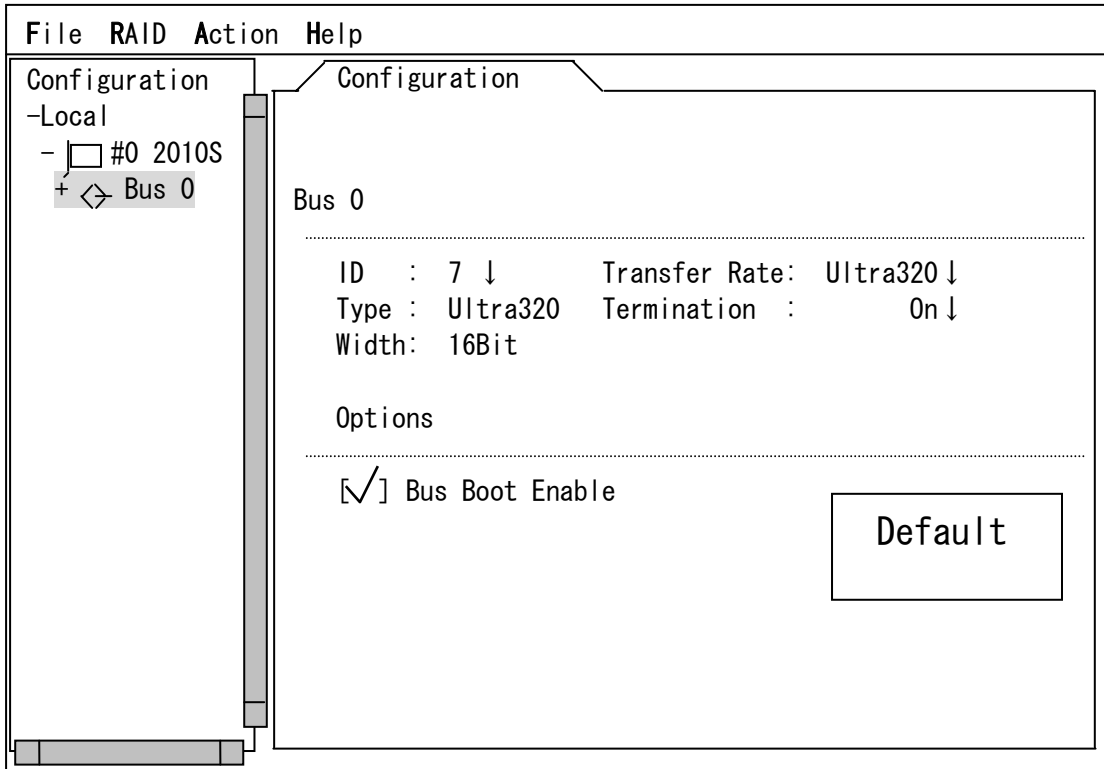 File RAID Action Help
Configuration
-Local
- #0 2010S
+ Bus 0
Configuration
Bus 0
ID : 7 ↓ Transfer Rate: Ultra320↓
Type : Ultra320 Termination : On↓
Width: 16Bit
Options
[✓] Bus Boot Enable
Default